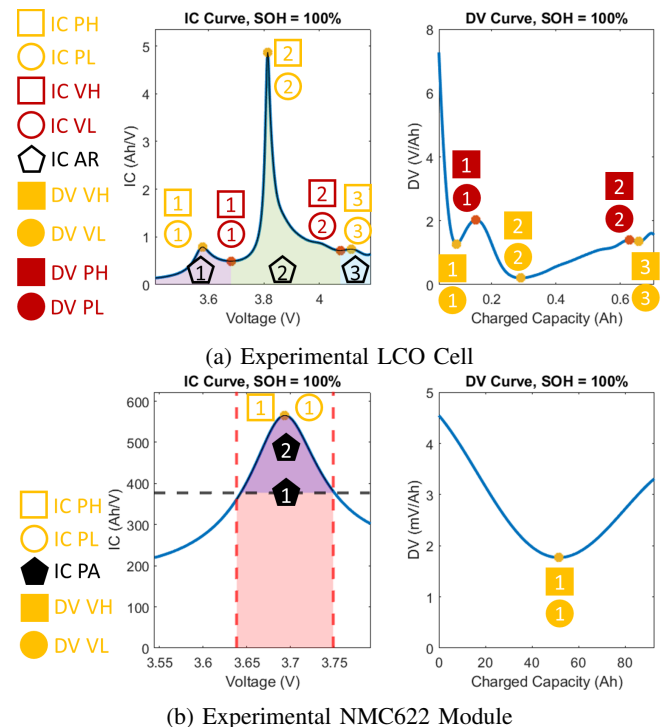 IC PH
IC PL
IC VH
IC VL
IC AR
DV VH
DV VL
DV PH
DV PL
IC Curve, SOH = 100%
IC (Ah/V)
5
4
3
2
1
0
2
2
1
1
1
1
2
2
3
3
1
2
3
3.6
3.8
4
Voltage (V)
DV Curve, SOH = 100%
DV (V/Ah)
8
6
4
2
0
1
1
2
2
2
2
1
1
3
3
0.2
0.4
0.6
Charged Capacity (Ah)
(a) Experimental LCO Cell
IC PH
IC PL
IC PA
DV VH
DV VL
IC Curve, SOH = 100%
IC (Ah/V)
600
500
400
300
200
100
0
1
1
2
1
3.55
3.6
3.65
3.7
3.75
Voltage (V)
DV Curve, SOH = 100%
DV (mV/Ah)
5
4
3
2
1
0
1
1
0
20
40
60
80
Charged Capacity (Ah)
(b) Experimental NMC622 Module